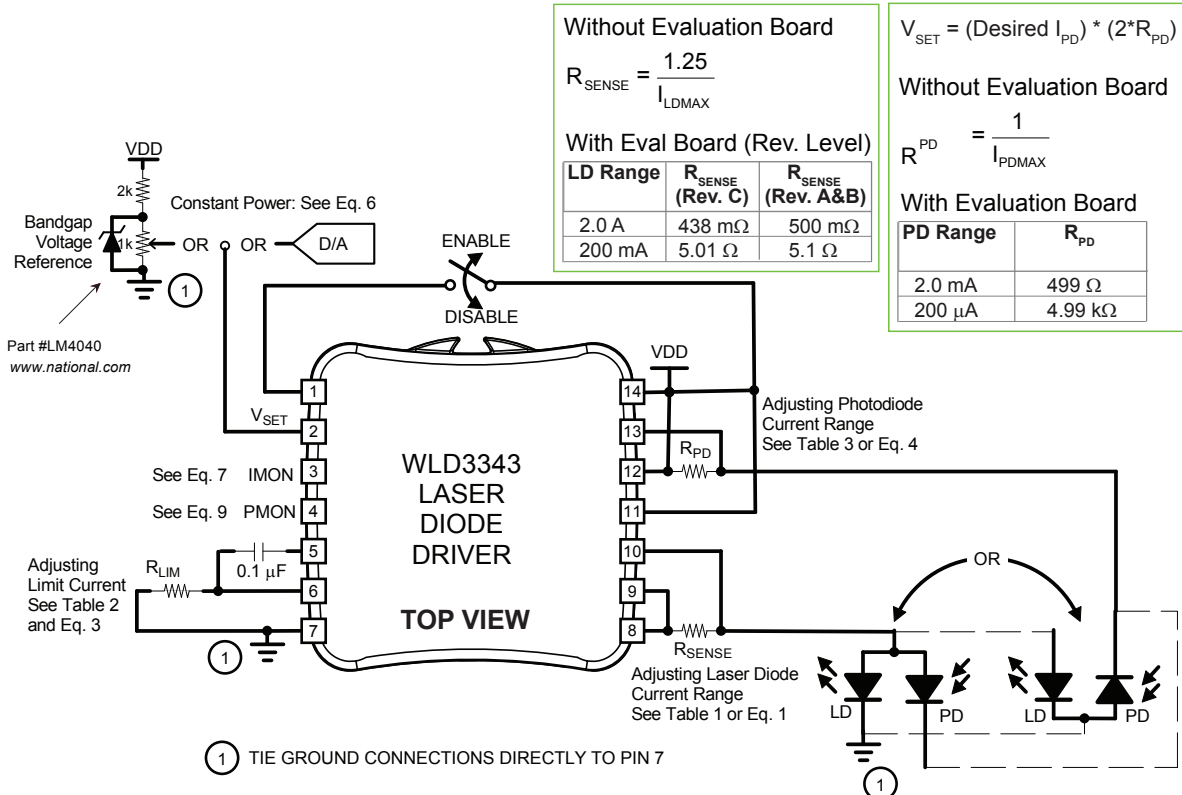 Without Evaluation Board
R_SENSE = 1.25 / I_LDMAX
With Eval Board (Rev. Level)
LD Range R_SENSE (Rev. C) R_SENSE (Rev. A&B)
2.0 A 438 mΩ 500 mΩ
200 mA 5.01 Ω 5.1 Ω
V_SET = (Desired I_PD) * (2*R_PD)
Without Evaluation Board
R^PD = 1 / I_PDMAX
With Evaluation Board
PD Range R_PD
2.0 mA 499 Ω
200 µA 4.99 kΩ
VDD
2k
Constant Power: See Eq. 6
Bandgap
Voltage
Reference
1k
OR OR D/A
1
Part #LM4040
www.national.com
ENABLE
DISABLE
VDD
1
V_SET 2
See Eq. 7 IMON 3
See Eq. 9 PMON 4
5
0.1 µF
6
7
Adjusting
Limit Current
See Table 2
and Eq. 3
R_LIM
1
WLD3343
LASER
DIODE
DRIVER
TOP VIEW
14
13
12
11
10
9
8
R_PD
Adjusting Photodiode
Current Range
See Table 3 or Eq. 4
R_SENSE
Adjusting Laser Diode
Current Range
See Table 1 or Eq. 1
OR
LD PD LD PD
1
1 TIE GROUND CONNECTIONS DIRECTLY TO PIN 7